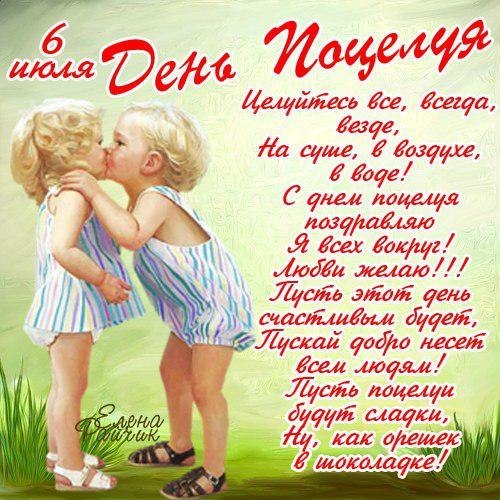 6
июля День Поцелуя
Целуйтесь все, всегда,
везде,
На суше, в воздухе,
в воде!
С днем поцелуя
поздравляю
Я всех вокруг!
Любви желаю!!!
Пусть этот день
счастливым будет,
Пускай добро несет
всем людям!
Пусть поцелуи
будут сладки,
Ну, как орешек
в шоколадке!
Елена